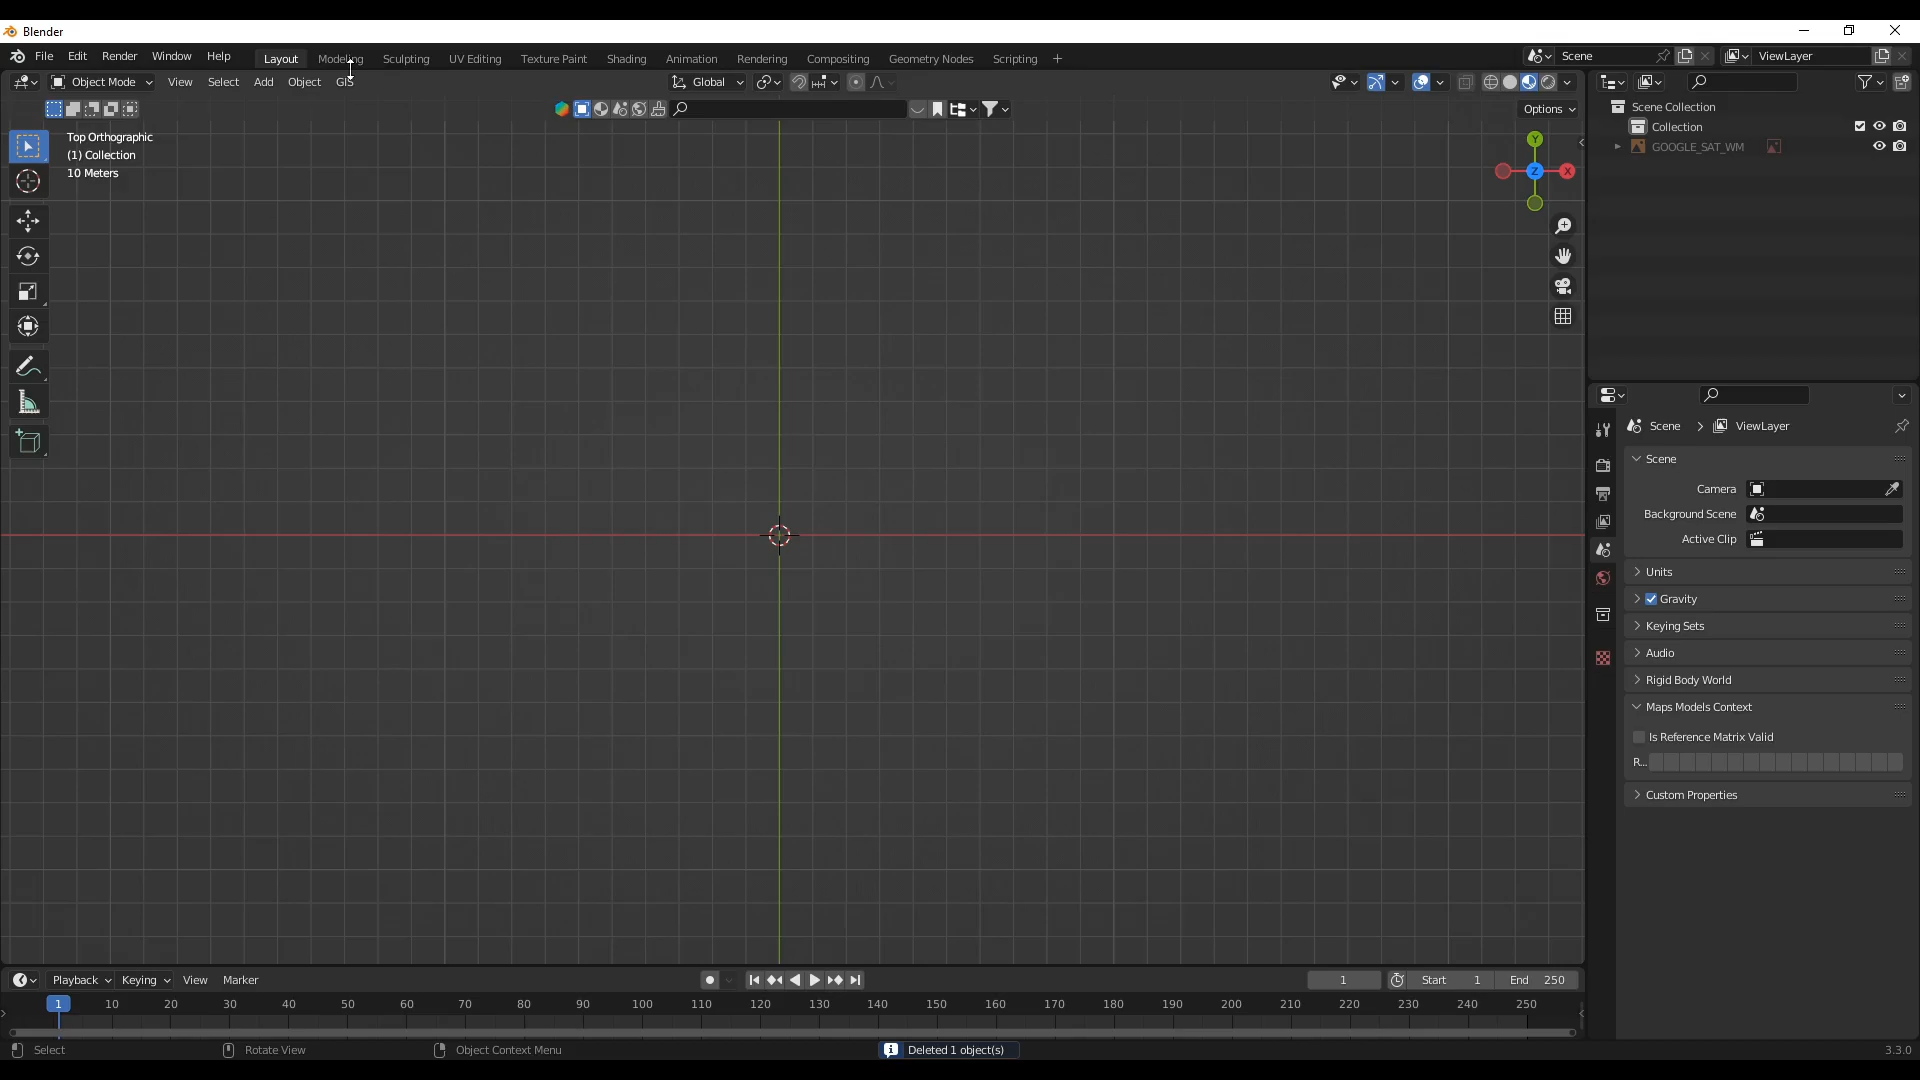 Blender
File Edit Render Window Help Layout Modeling Sculpting UV Editing Texture Paint Shading Animation Rendering Compositing Geometry Nodes Scripting + Scene ViewLayer
Object Mode View Select Add Object GIS Global
Options
Top Orthographic
(1) Collection
10 Meters
Y
Z X
Scene Collection
Collection
GOOGLE_SAT_WM
Scene > ViewLayer
Scene
Camera
Background Scene
Active Clip
Units
Gravity
Keying Sets
Audio
Rigid Body World
Maps Models Context
Is Reference Matrix Valid
R...
Custom Properties
Playback Keying View Marker 1 Start 1 End 250
1 10 20 30 40 50 60 70 80 90 100 110 120 130 140 150 160 170 180 190 200 210 220 230 240 250
Select Rotate View Object Context Menu Deleted 1 object(s) 3.3.0